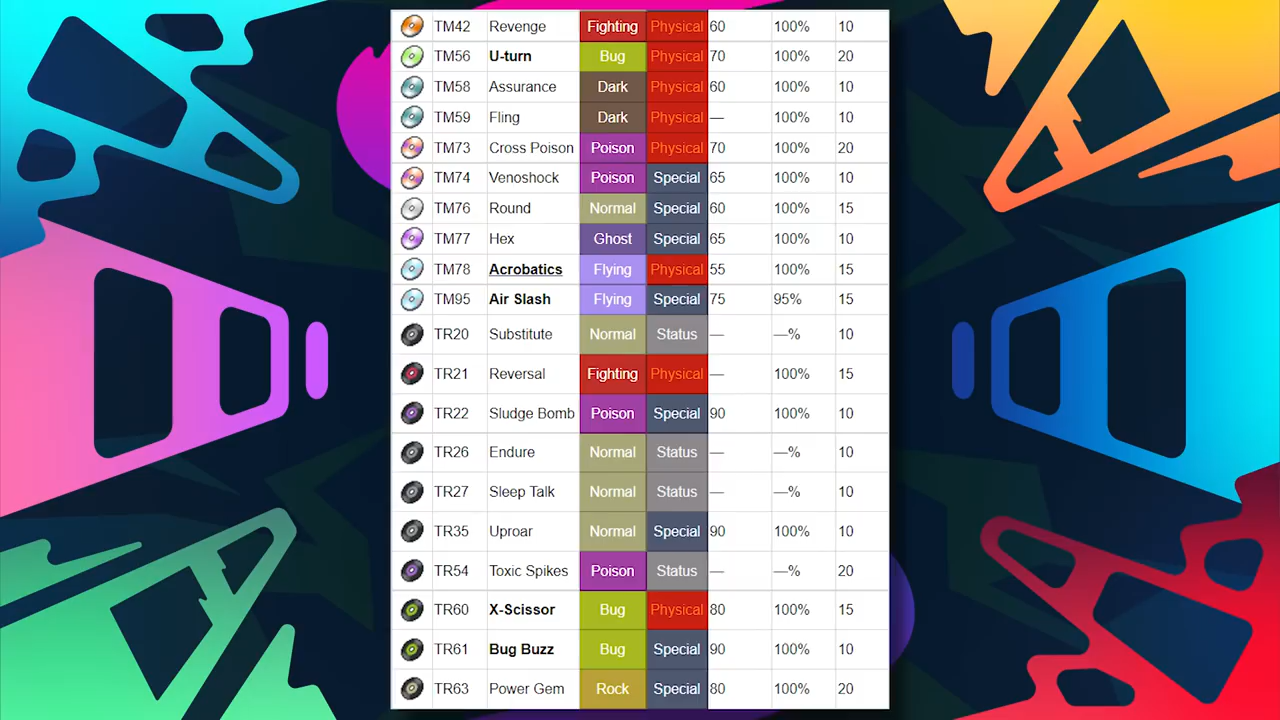 TM42 Revenge Fighting Physical 60 100% 10
TM56 U-turn Bug Physical 70 100% 20
TM58 Assurance Dark Physical 60 100% 10
TM59 Fling Dark Physical — 100% 10
TM73 Cross Poison Poison Physical 70 100% 20
TM74 Venoshock Poison Special 65 100% 10
TM76 Round Normal Special 60 100% 15
TM77 Hex Ghost Special 65 100% 10
TM78 Acrobatics Flying Physical 55 100% 15
TM95 Air Slash Flying Special 75 95% 15
TR20 Substitute Normal Status — —% 10
TR21 Reversal Fighting Physical — 100% 15
TR22 Sludge Bomb Poison Special 90 100% 10
TR26 Endure Normal Status — —% 10
TR27 Sleep Talk Normal Status — —% 10
TR35 Uproar Normal Special 90 100% 10
TR54 Toxic Spikes Poison Status — —% 20
TR60 X-Scissor Bug Physical 80 100% 15
TR61 Bug Buzz Bug Special 90 100% 10
TR63 Power Gem Rock Special 80 100% 20